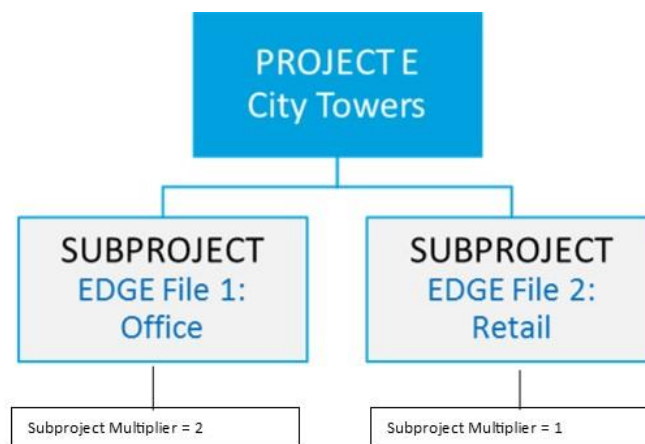 PROJECT E
City Towers
SUBPROJECT
EDGE File 1:
Office
SUBPROJECT
EDGE File 2:
Retail
Subproject Multiplier = 2
Subproject Multiplier = 1